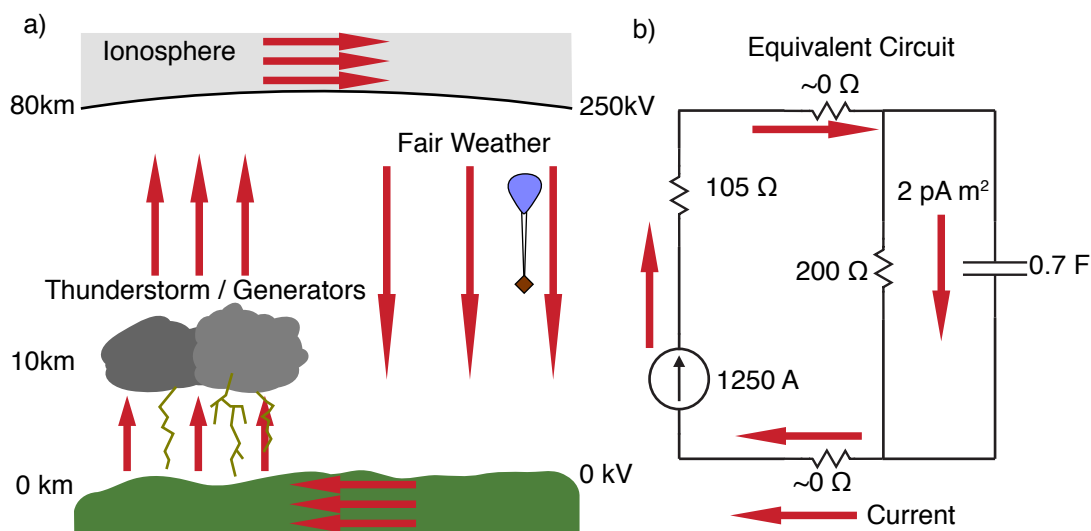 a)
Ionosphere
80km
250kV
Fair Weather
Thunderstorm / Generators
10km
0 km
0 kV
b)
Equivalent Circuit
~0 Ω
105 Ω
2 pA m²
200 Ω
0.7 F
1250 A
~0 Ω
Current